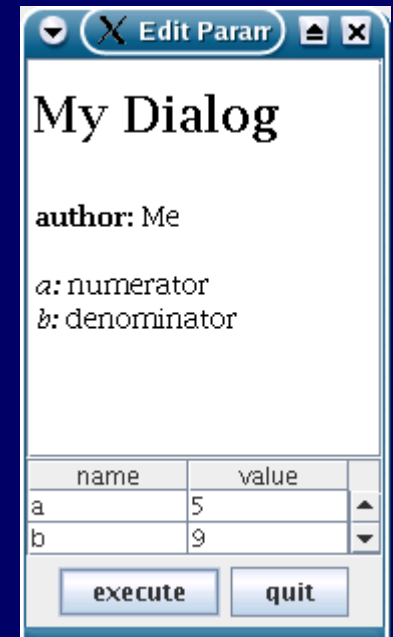 Edit Param
My Dialog
author: Me
a: numerator
b: denominator
name value
a 5
b 9
execute quit